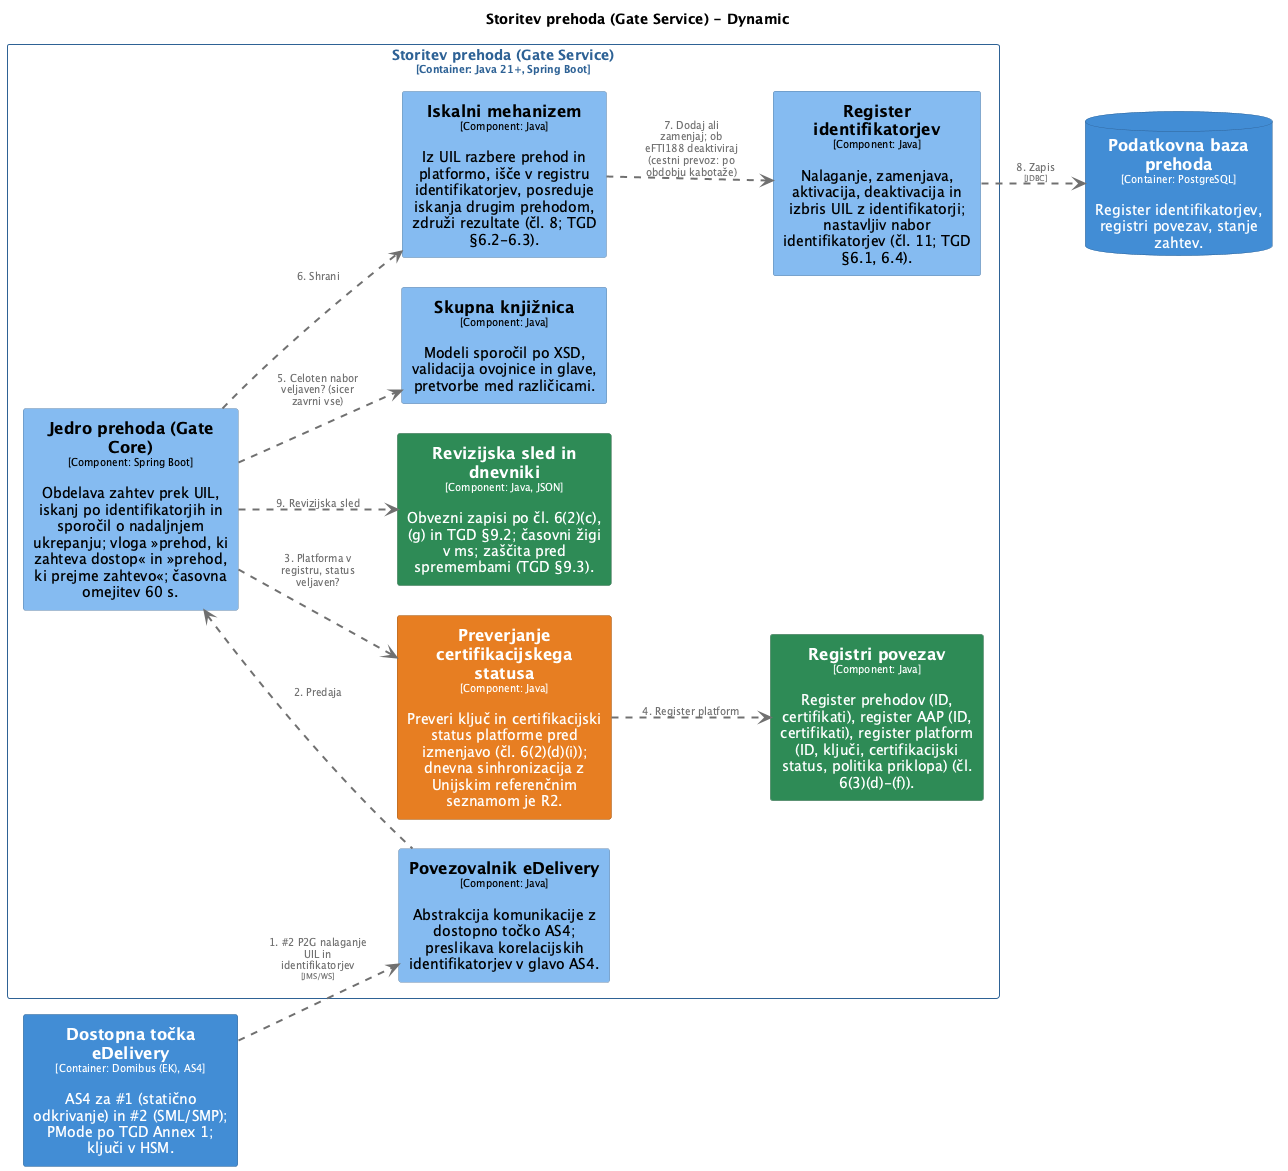 Storitev prehoda (Gate Service) – Dynamic
Storitev prehoda (Gate Service)
[Container: Java 21+, Spring Boot]
Iskalni mehanizem
[Component: Java]
Iz UIL razbere prehod in
platformo, išče v registru
identifikatorjev, posreduje
iskanja drugim prehodom,
združi rezultate (čl. 8; TGD
§6.2–6.3).
7. Dodaj ali
zamenjaj; ob
eFTI188 deaktiviraj
(cestni prevoz: po
obdobju kabotaže)
Register
identifikatorjev
[Component: Java]
Nalaganje, zamenjava,
aktivacija, deaktivacija in
izbris UIL z identifikatorji;
nastavljiv nabor
identifikatorjev (čl. 11; TGD
§6.1, 6.4).
8. Zapis
[JDBC]
Podatkovna baza
prehoda
[Container: PostgreSQL]
Register identifikatorjev,
registri povezav, stanje
zahtev.
6. Shrani
Skupna knjižnica
[Component: Java]
Modeli sporočil po XSD,
validacija ovojnice in glave,
pretvorbe med različicami.
5. Celoten nabor
veljaven? (sicer
zavrni vse)
Jedro prehoda (Gate
Core)
[Component: Spring Boot]
Obdelava zahtev prek UIL,
iskanj po identifikatorjih in
sporočil o nadaljnjem
ukrepanju; vloga »prehod, ki
zahteva dostop« in »prehod,
ki prejme zahtevo«; časovna
omejitev 60 s.
9. Revizijska sled
Revizijska sled in
dnevniki
[Component: Java, JSON]
Obvezni zapisi po čl. 6(2)(c),
(g) in TGD §9.2; časovni žigi
v ms; zaščita pred
spremembami (TGD §9.3).
3. Platforma v
registru, status
veljaven?
Preverjanje
certifikacijskega
statusa
[Component: Java]
Preveri ključ in certifikacijski
status platforme pred
izmenjavo (čl. 6(2)(d)(i));
dnevna sinhronizacija z
Unijskim referenčnim
seznamom je R2.
4. Register platform
Registri povezav
[Component: Java]
Register prehodov (ID,
certifikati), register AAP (ID,
certifikati), register platform
(ID, ključi, certifikacijski
status, politika priklopa) (čl.
6(3)(d)–(f)).
2. Predaja
Povezovalnik eDelivery
[Component: Java]
Abstrakcija komunikacije z
dostopno točko AS4;
preslikava korelacijskih
identifikatorjev v glavo AS4.
1. #2 P2G nalaganje
UIL in
identifikatorjev
[JMS/WS]
Dostopna točka
eDelivery
[Container: Domibus (EK), AS4]
AS4 za #1 (statično
odkrivanje) in #2 (SML/SMP);
PMode po TGD Annex 1;
ključi v HSM.